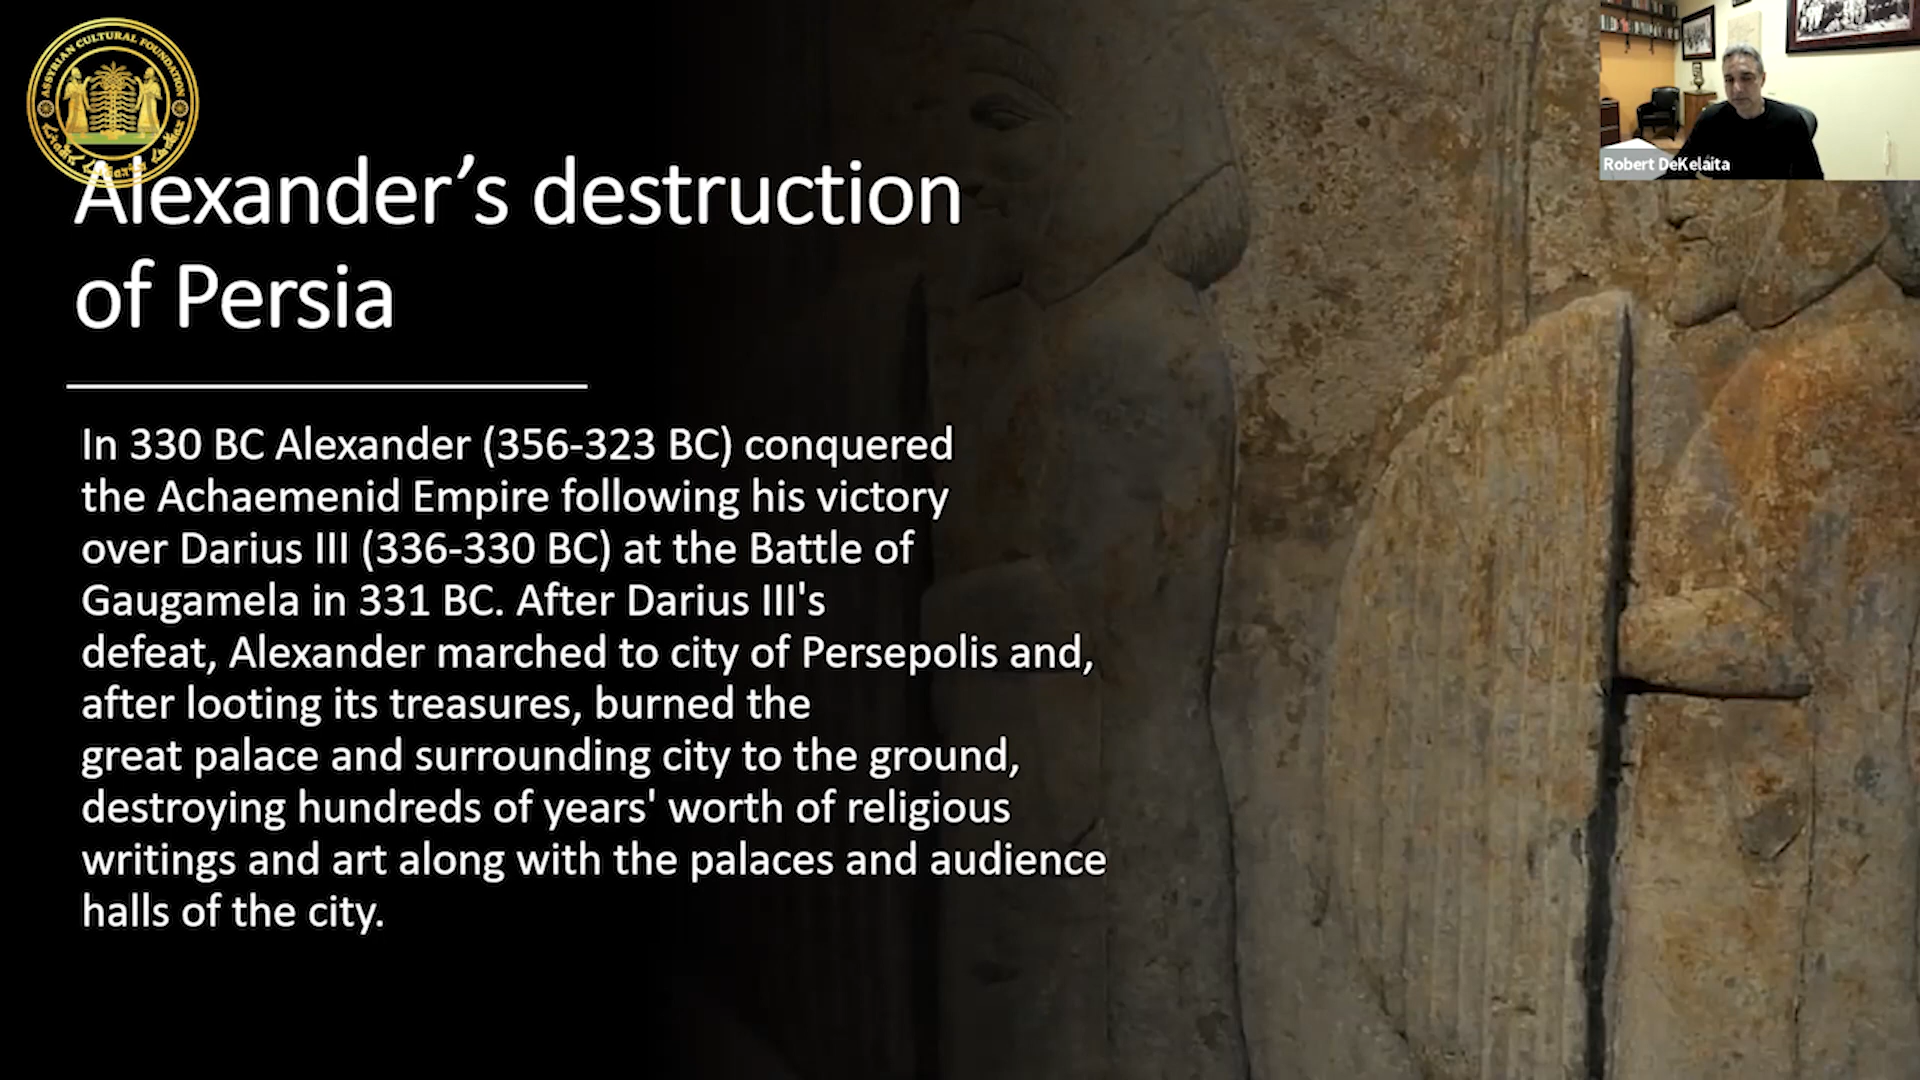 ASSYRIAN CULTURAL FOUNDATION
Robert DeKelaita
Alexander’s destruction
of Persia
In 330 BC Alexander (356-323 BC) conquered
the Achaemenid Empire following his victory
over Darius III (336-330 BC) at the Battle of
Gaugamela in 331 BC. After Darius III's
defeat, Alexander marched to city of Persepolis and,
after looting its treasures, burned the
great palace and surrounding city to the ground,
destroying hundreds of years' worth of religious
writings and art along with the palaces and audience
halls of the city.